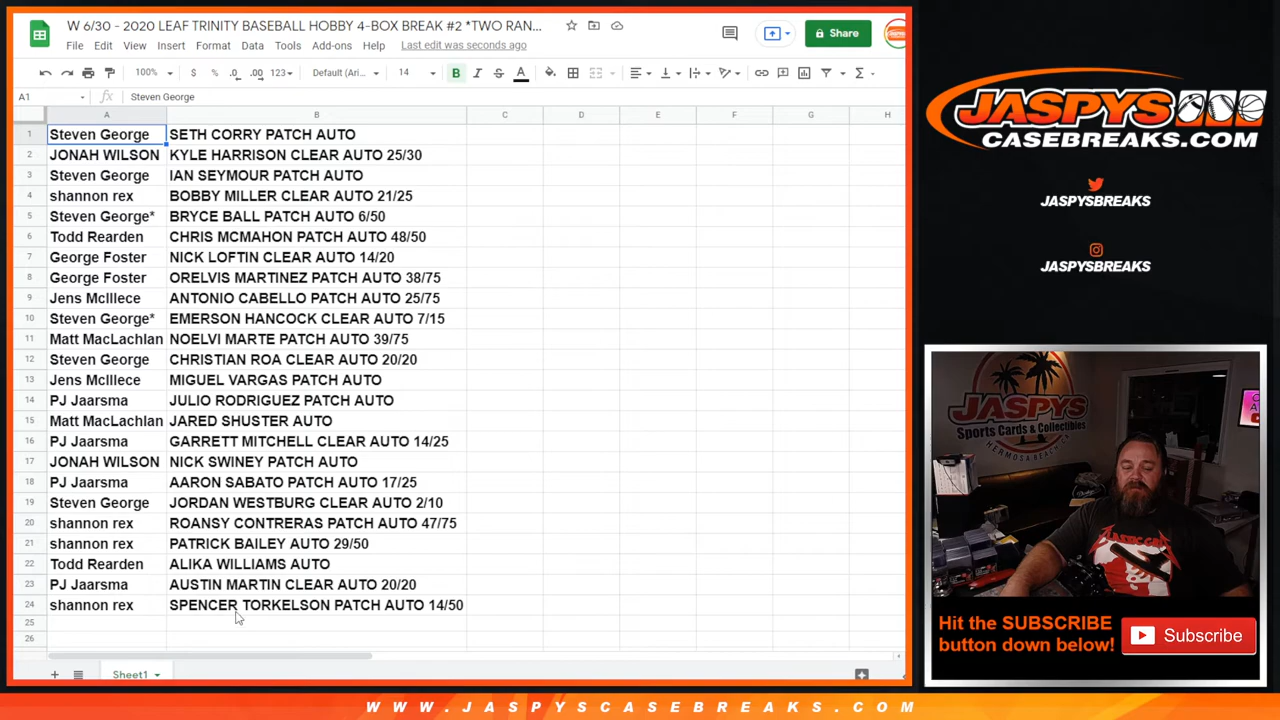 W 6/30 - 2020 LEAF TRINITY BASEBALL HOBBY 4-BOX BREAK #2 *TWO RAN...
File Edit View Insert Format Data Tools Add-ons Help Last edit was seconds ago
Share
100% $ % .0 .00 123 Default (Ari... 14 B I S A
A1 fx Steven George
A B C D E F G H
1 Steven George SETH CORRY PATCH AUTO
2 JONAH WILSON KYLE HARRISON CLEAR AUTO 25/30
3 Steven George IAN SEYMOUR PATCH AUTO
4 shannon rex BOBBY MILLER CLEAR AUTO 21/25
5 Steven George* BRYCE BALL PATCH AUTO 6/50
6 Todd Rearden CHRIS MCMAHON PATCH AUTO 48/50
7 George Foster NICK LOFTIN CLEAR AUTO 14/20
8 George Foster ORELVIS MARTINEZ PATCH AUTO 38/75
9 Jens McIllece ANTONIO CABELLO PATCH AUTO 25/75
10 Steven George* EMERSON HANCOCK CLEAR AUTO 7/15
11 Matt MacLachlan NOELVI MARTE PATCH AUTO 39/75
12 Steven George CHRISTIAN ROA CLEAR AUTO 20/20
13 Jens McIllece MIGUEL VARGAS PATCH AUTO
14 PJ Jaarsma JULIO RODRIGUEZ PATCH AUTO
15 Matt MacLachlan JARED SHUSTER AUTO
16 PJ Jaarsma GARRETT MITCHELL CLEAR AUTO 14/25
17 JONAH WILSON NICK SWINEY PATCH AUTO
18 PJ Jaarsma AARON SABATO PATCH AUTO 17/25
19 Steven George JORDAN WESTBURG CLEAR AUTO 2/10
20 shannon rex ROANSY CONTRERAS PATCH AUTO 47/75
21 shannon rex PATRICK BAILEY AUTO 29/50
22 Todd Rearden ALIKA WILLIAMS AUTO
23 PJ Jaarsma AUSTIN MARTIN CLEAR AUTO 20/20
24 shannon rex SPENCER TORKELSON PATCH AUTO 14/50
25
26
Sheet1
JASPYS
CASEBREAKS.COM
JASPYSBREAKS
JASPYSBREAKS
JASPYS
Sports Cards & Collectibles
HERMOSA BEACH, CA
Hit the SUBSCRIBE
button down below!
Subscribe
WWW.JASPYSCASEBREAKS.COM